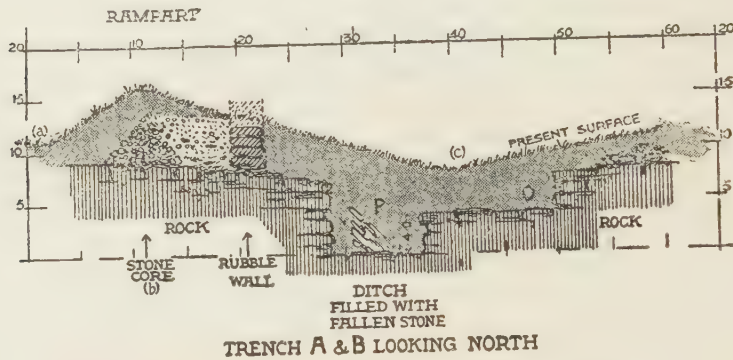 RAMPART
10 20 30 40 50 60 20
20
15 15
(a)
10 10
5 5
(c)
PRESENT SURFACE
P
Q
ROCK
ROCK
STONE CORE
(b)
RUBBLE WALL
DITCH
FILLED WITH
FALLEN STONE
TRENCH A & B LOOKING NORTH